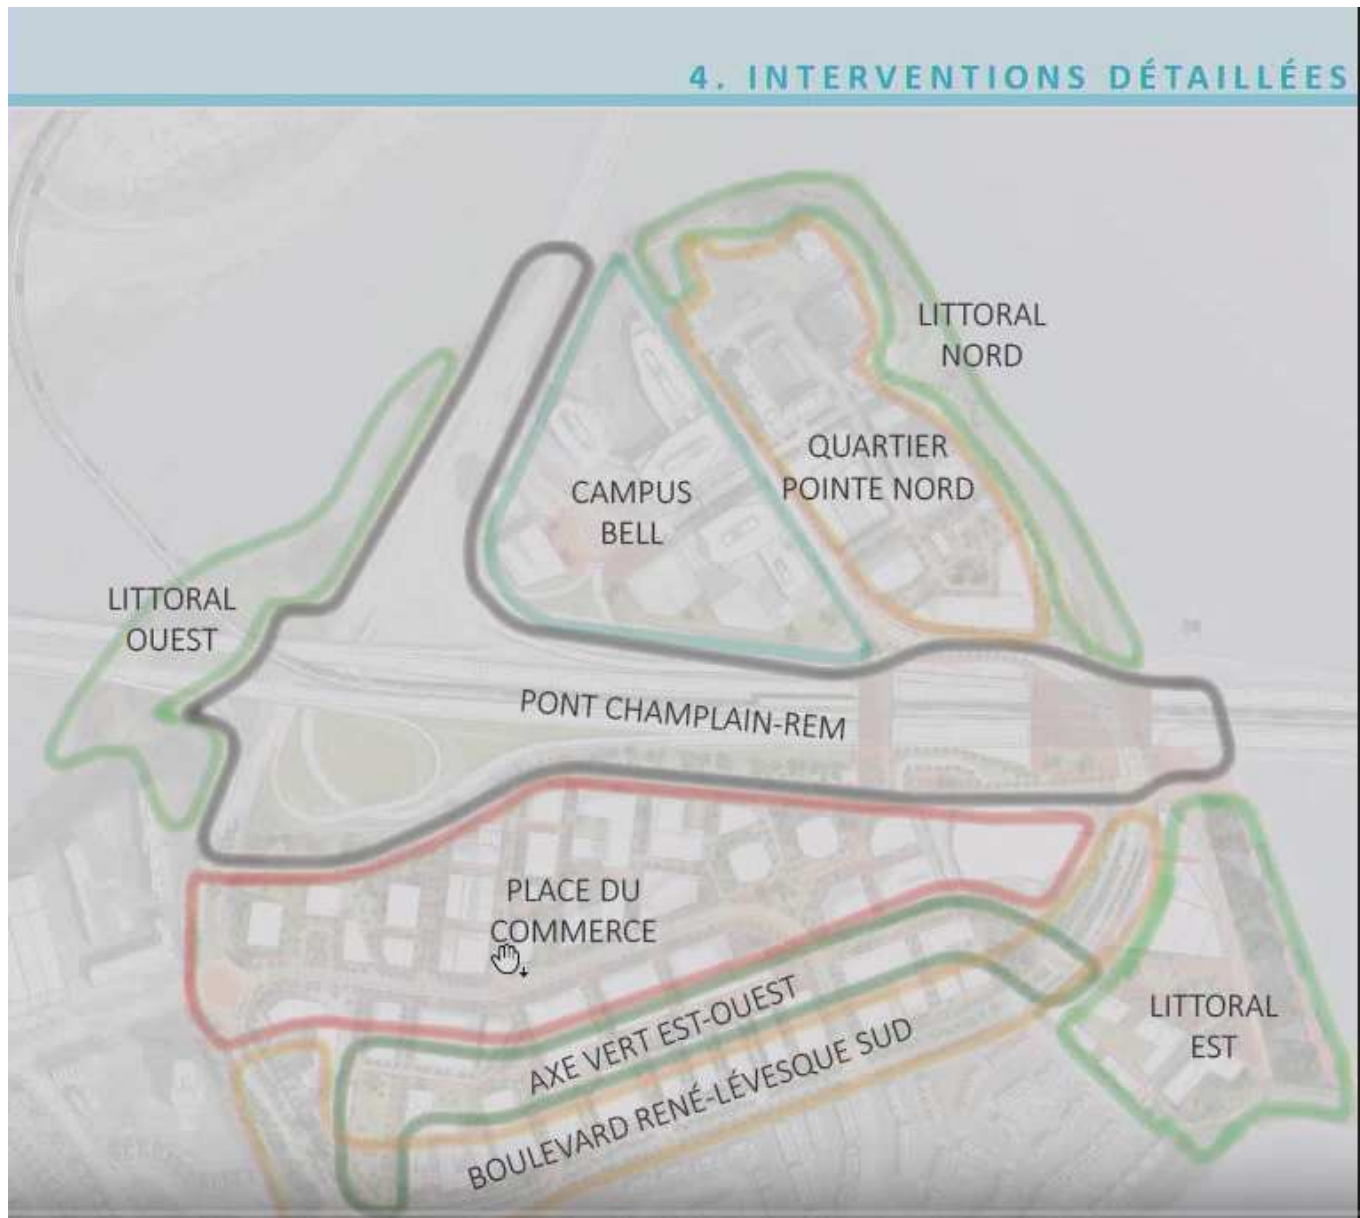 4. INTERVENTIONS DÉTAILLÉES
LITTORAL
NORD
QUARTIER
POINTE NORD
CAMPUS
BELL
LITTORAL
OUEST
PONT CHAMPLAIN-REM
PLACE DU
COMMERCE
AXE VERT EST-OUEST
LITTORAL
EST
BOULEVARD RENÉ-LÉVESQUE SUD